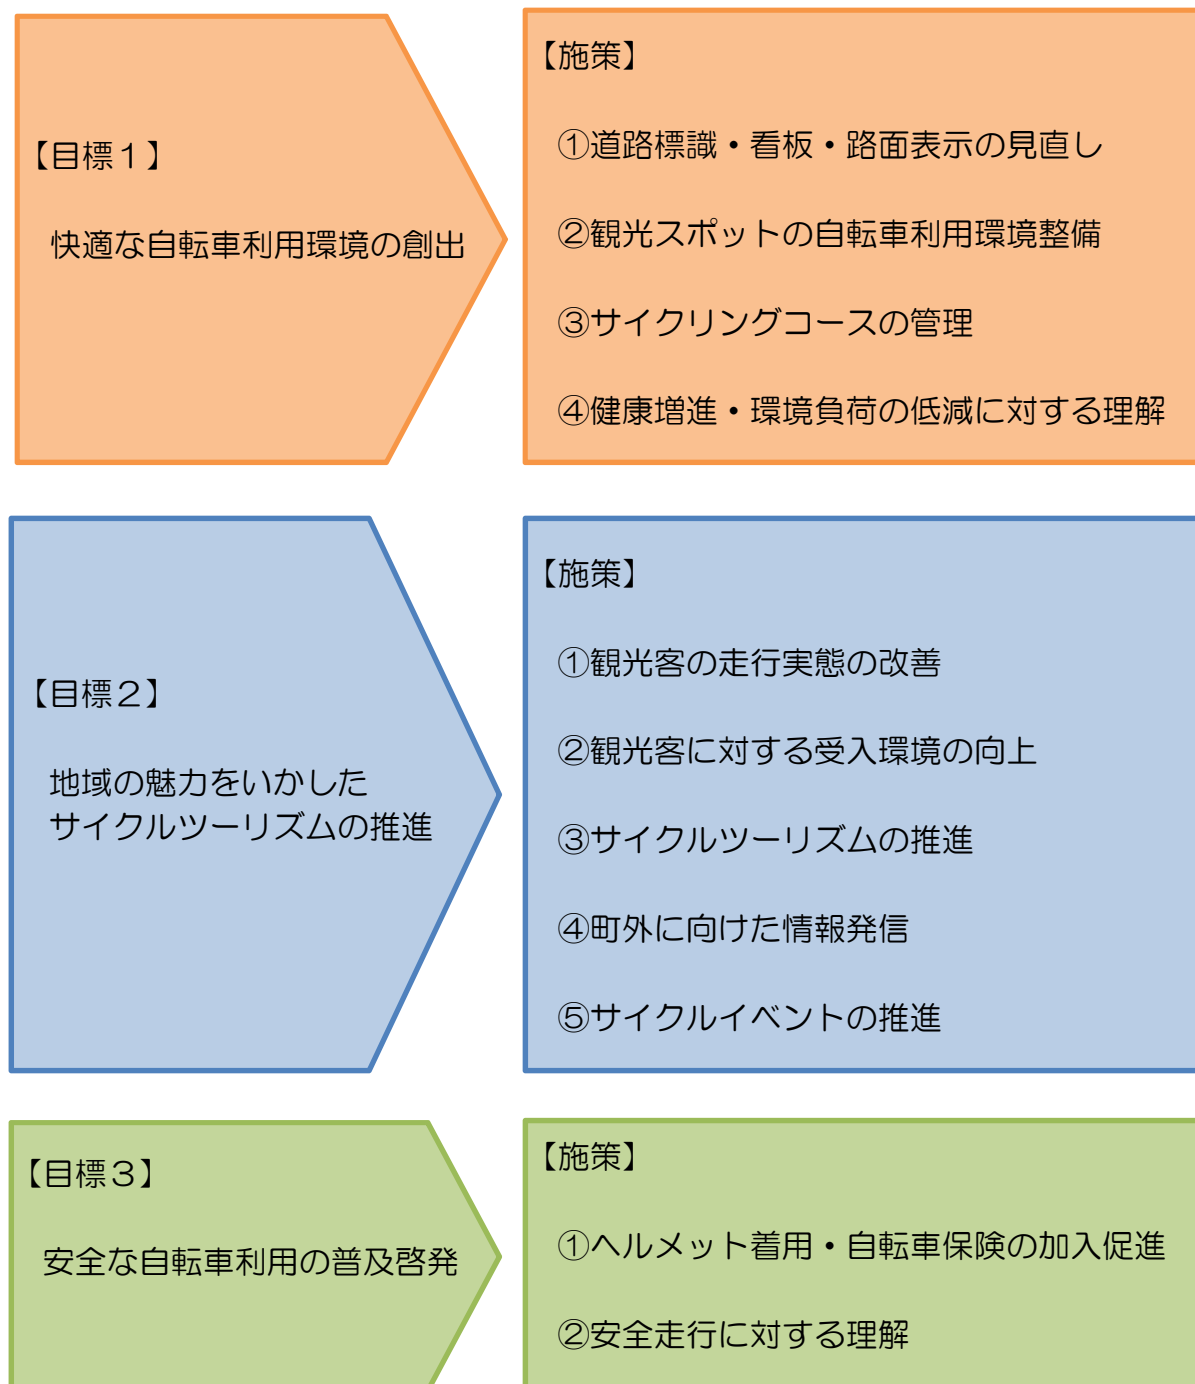 【目標１】
快適な自転車利用環境の創出
【施策】
①道路標識・看板・路面表示の見直し
②観光スポットの自転車利用環境整備
③サイクリングコースの管理
④健康増進・環境負荷の低減に対する理解
【目標２】
地域の魅力をいかした
サイクルツーリズムの推進
【施策】
①観光客の走行実態の改善
②観光客に対する受入環境の向上
③サイクルツーリズムの推進
④町外に向けた情報発信
⑤サイクルイベントの推進
【目標３】
安全な自転車利用の普及啓発
【施策】
①ヘルメット着用・自転車保険の加入促進
②安全走行に対する理解